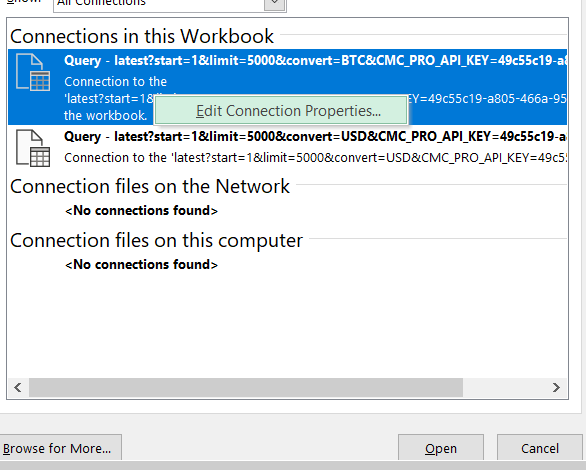 All Connections
Connections in this Workbook
Query - latest?start=1&limit=5000&convert=BTC&CMC_PRO_API_KEY=49c55c19-a8
Connection to the
'latest?start=1&li
=49c55c19-a805-466a-95
the workbook.
Edit Connection Properties...
Query - latest?start=1&limit=5000&convert=USD&CMC_PRO_API_KEY=49c55c19-a8
Connection to the 'latest?start=1&limit=5000&convert=USD&CMC_PRO_API_KEY=49c55
Connection files on the Network
<No connections found>
Connection files on this computer
<No connections found>
Browse for More...
Open
Cancel